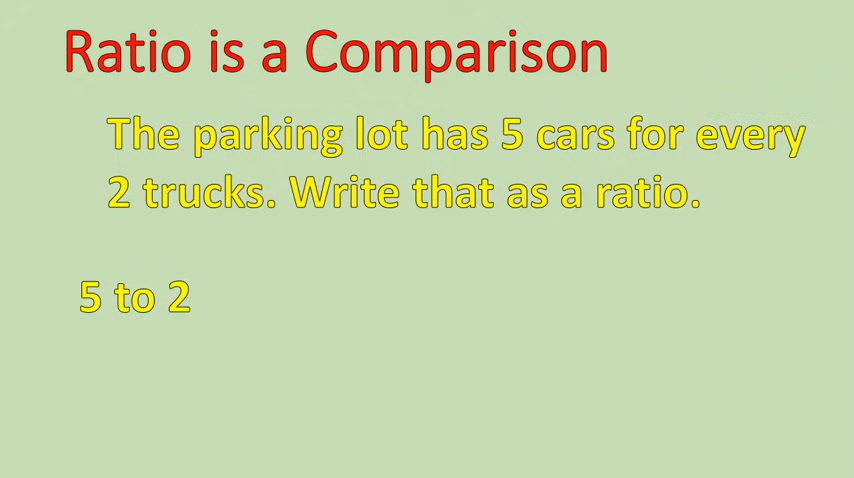 Ratio is a Comparison
The parking lot has 5 cars for every
2 trucks. Write that as a ratio.
5 to 2